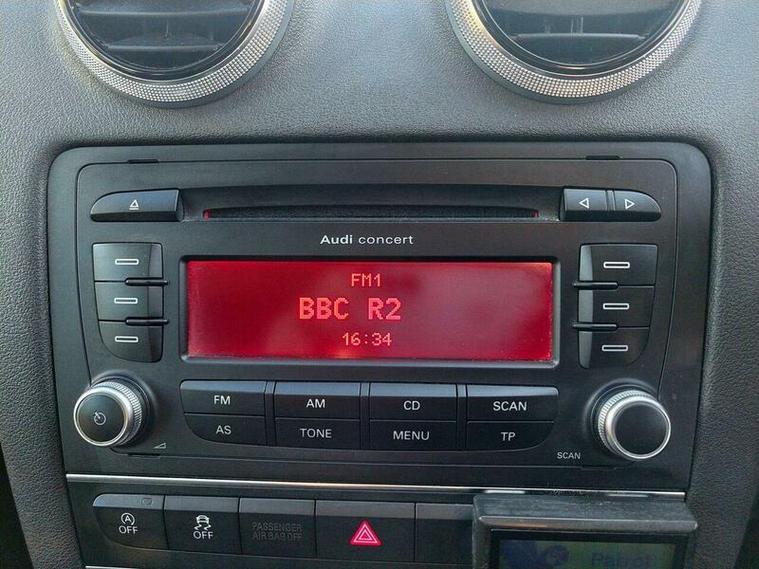 Audi concert
FM1
BBC R2
16:34
FM AM CD SCAN
AS TONE MENU TP
SCAN
A OFF OFF PASSENGER AIR BAG OFF